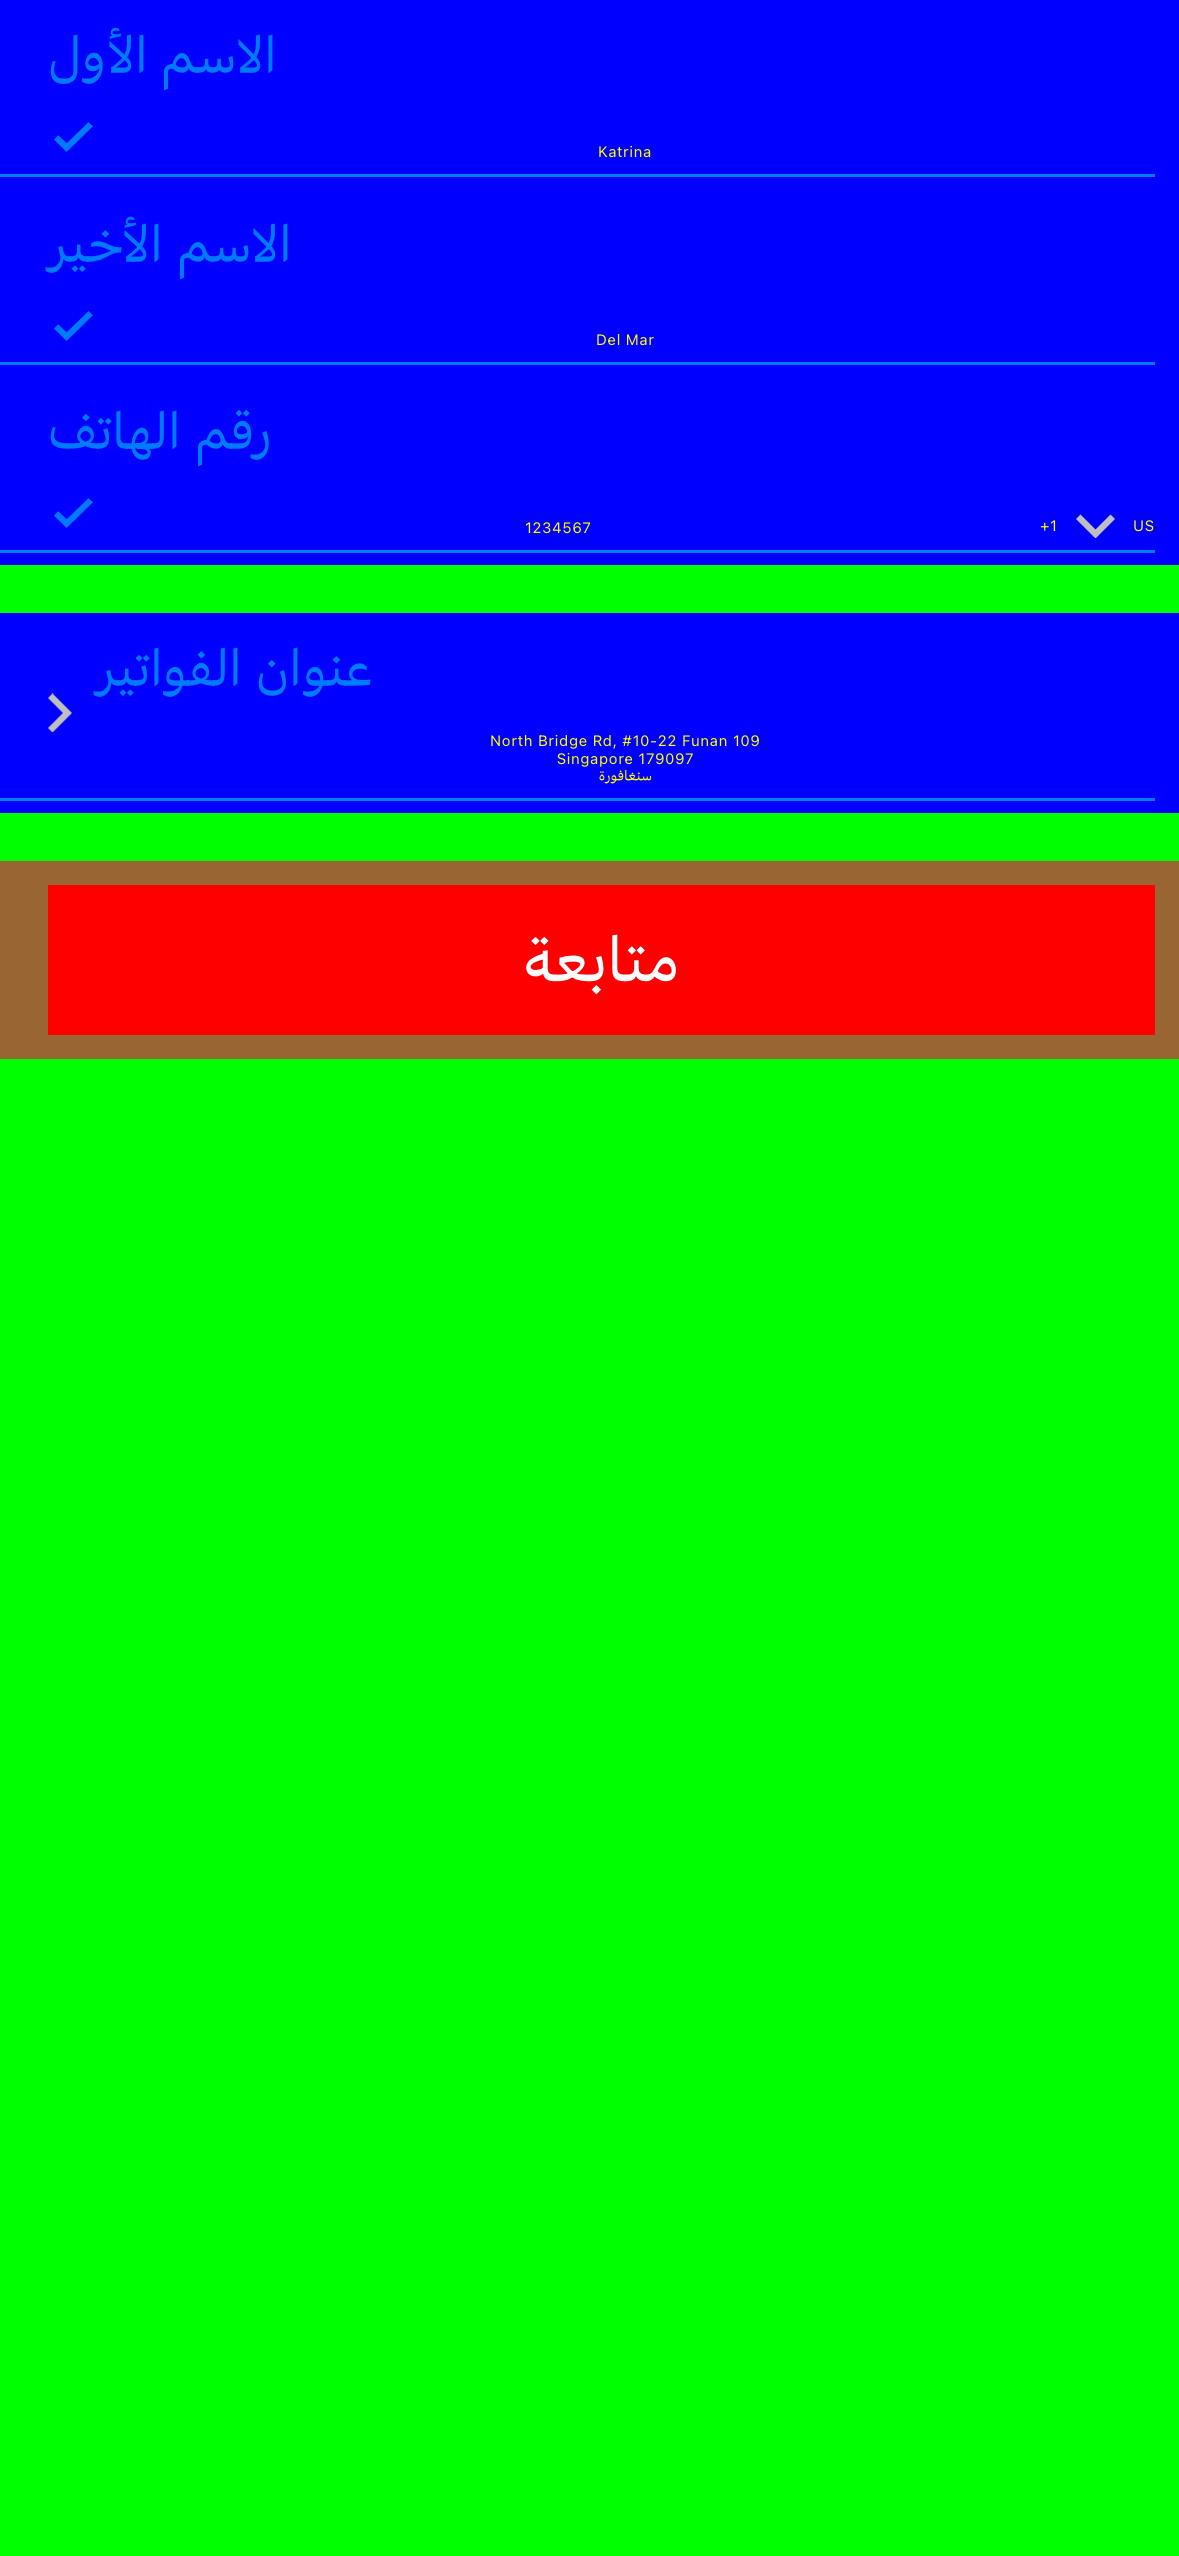 الاسم الأول
Katrina
الاسم الأخير
Del Mar
رقم الهاتف
US +1 1234567
عنوان الفواتير
North Bridge Rd, #10-22 Funan 109
Singapore 179097
سنغافورة
متابعة